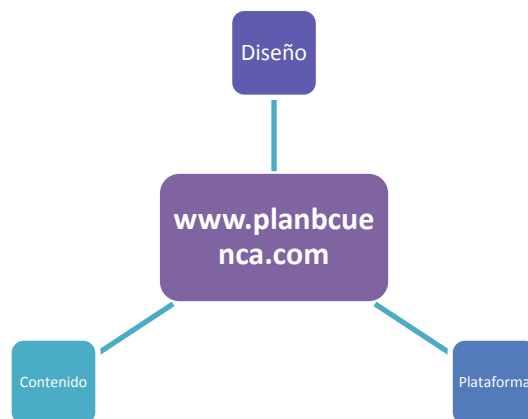 Diseño
www.planbcue
nca.com
Contenido
Plataforma